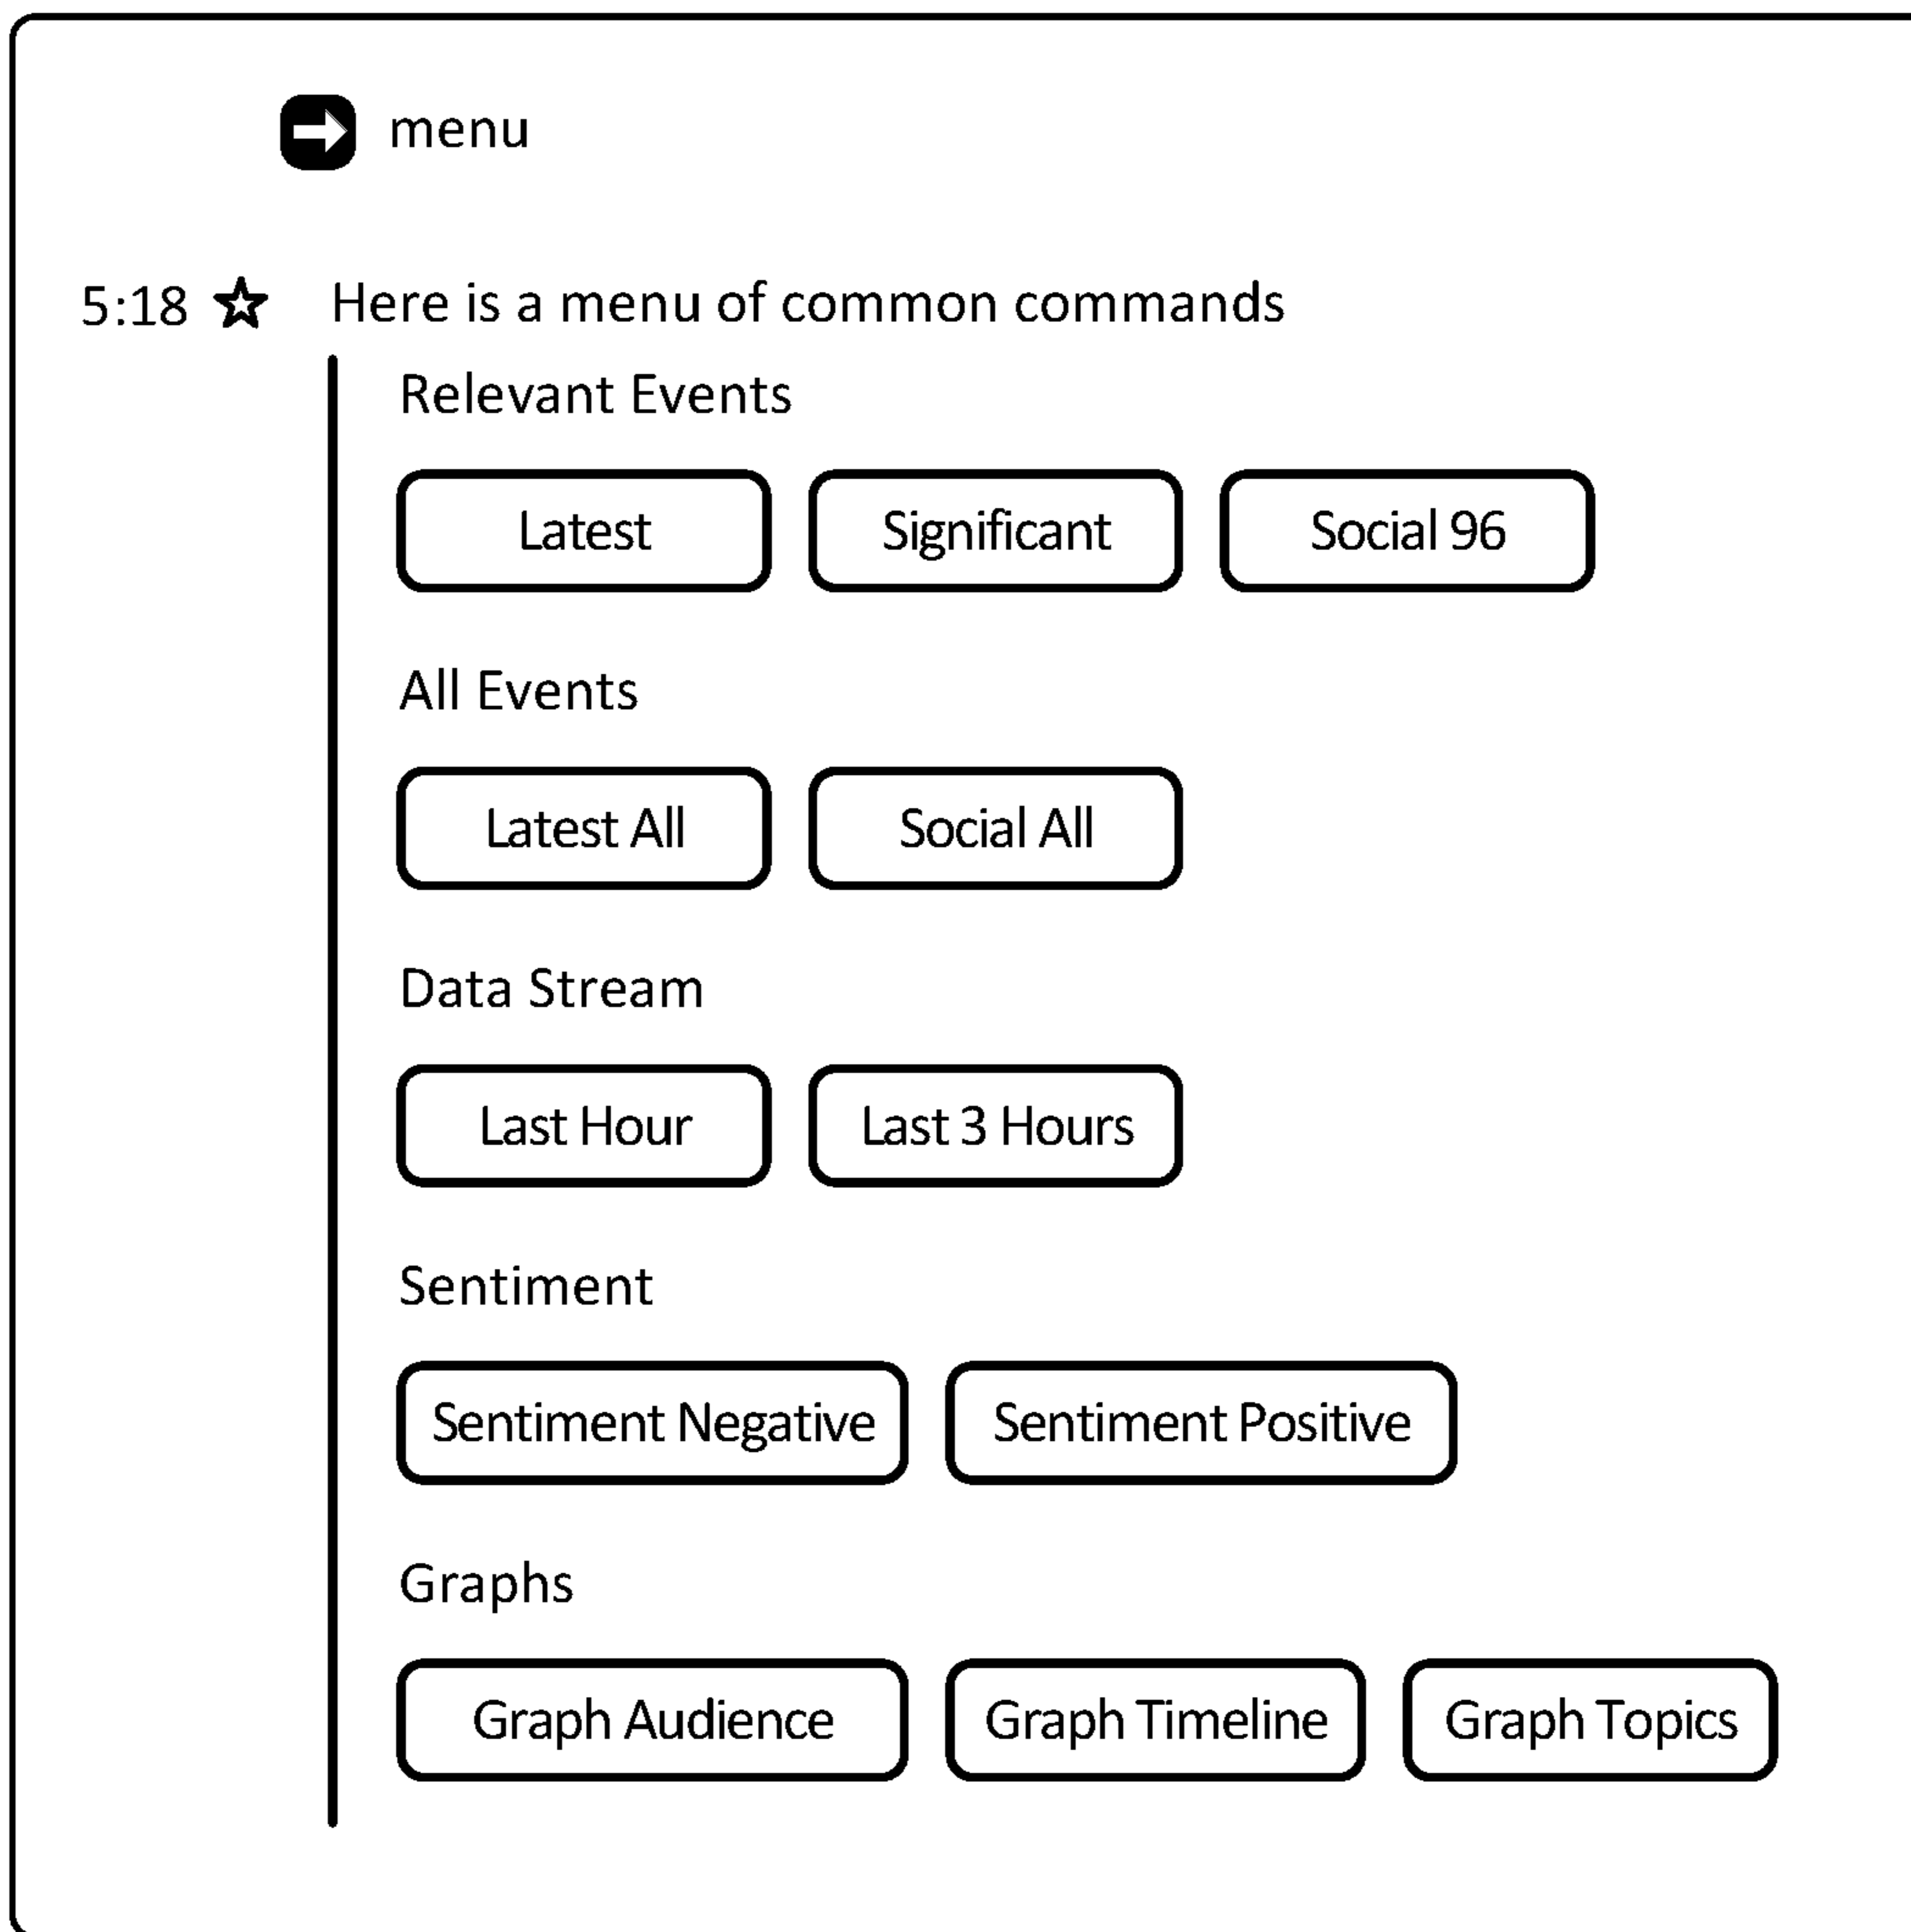 menu
5:18 Here is a menu of common commands
Relevant Events
Latest Significant Social 96
All Events
Latest All Social All
Data Stream
Last Hour Last 3 Hours
Sentiment
Sentiment Negative Sentiment Positive
Graphs
Graph Audience Graph Timeline Graph Topics